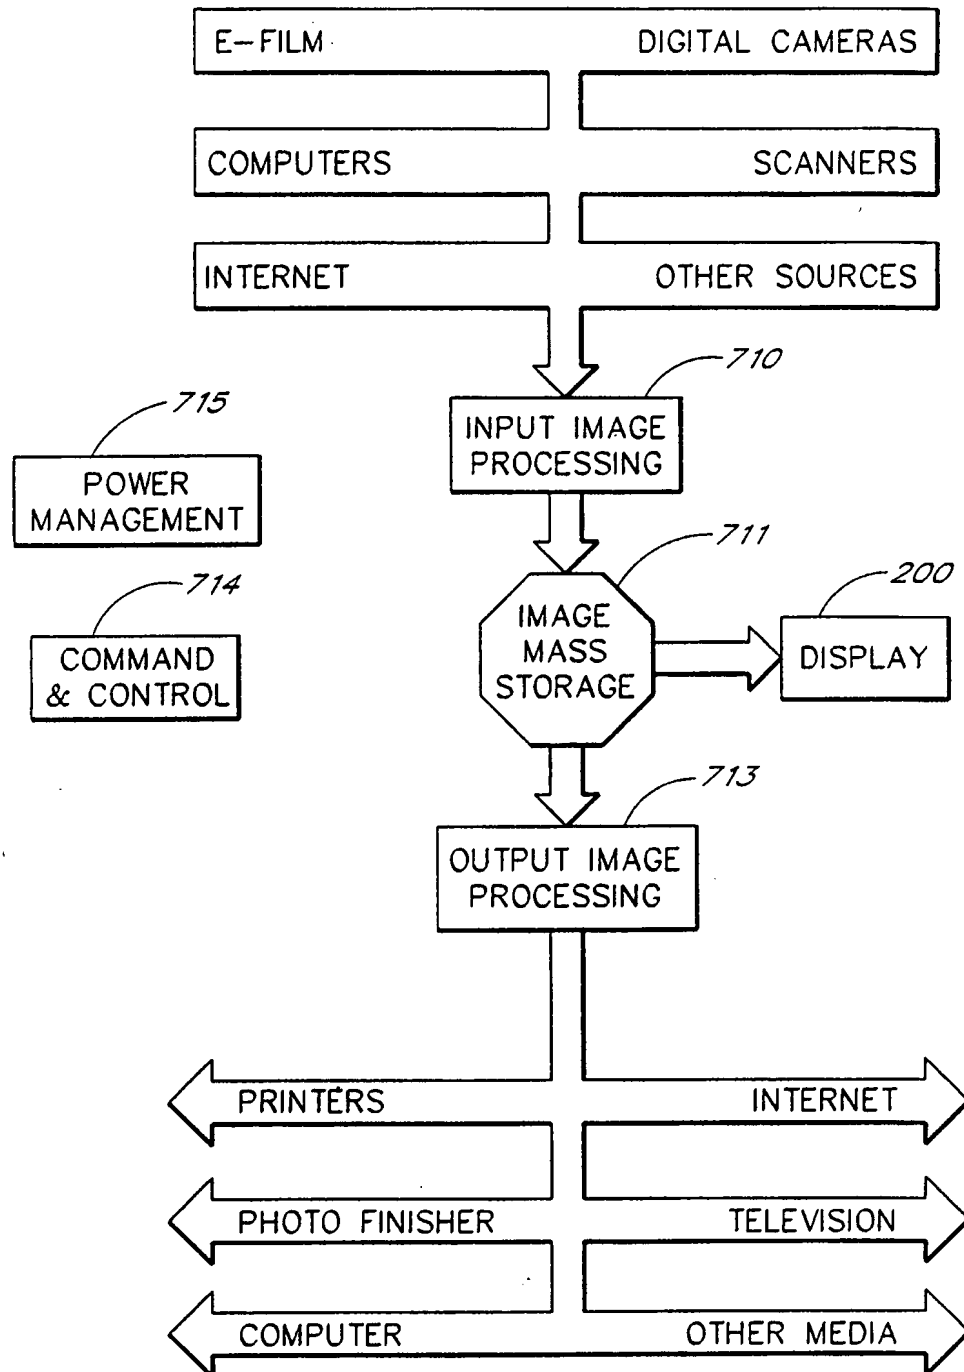 E-FILM DIGITAL CAMERAS
COMPUTERS SCANNERS
INTERNET OTHER SOURCES
710
INPUT IMAGE
PROCESSING
715
POWER
MANAGEMENT
711
IMAGE
MASS
STORAGE
200
DISPLAY
714
COMMAND
& CONTROL
713
OUTPUT IMAGE
PROCESSING
PRINTERS INTERNET
PHOTO FINISHER TELEVISION
COMPUTER OTHER MEDIA